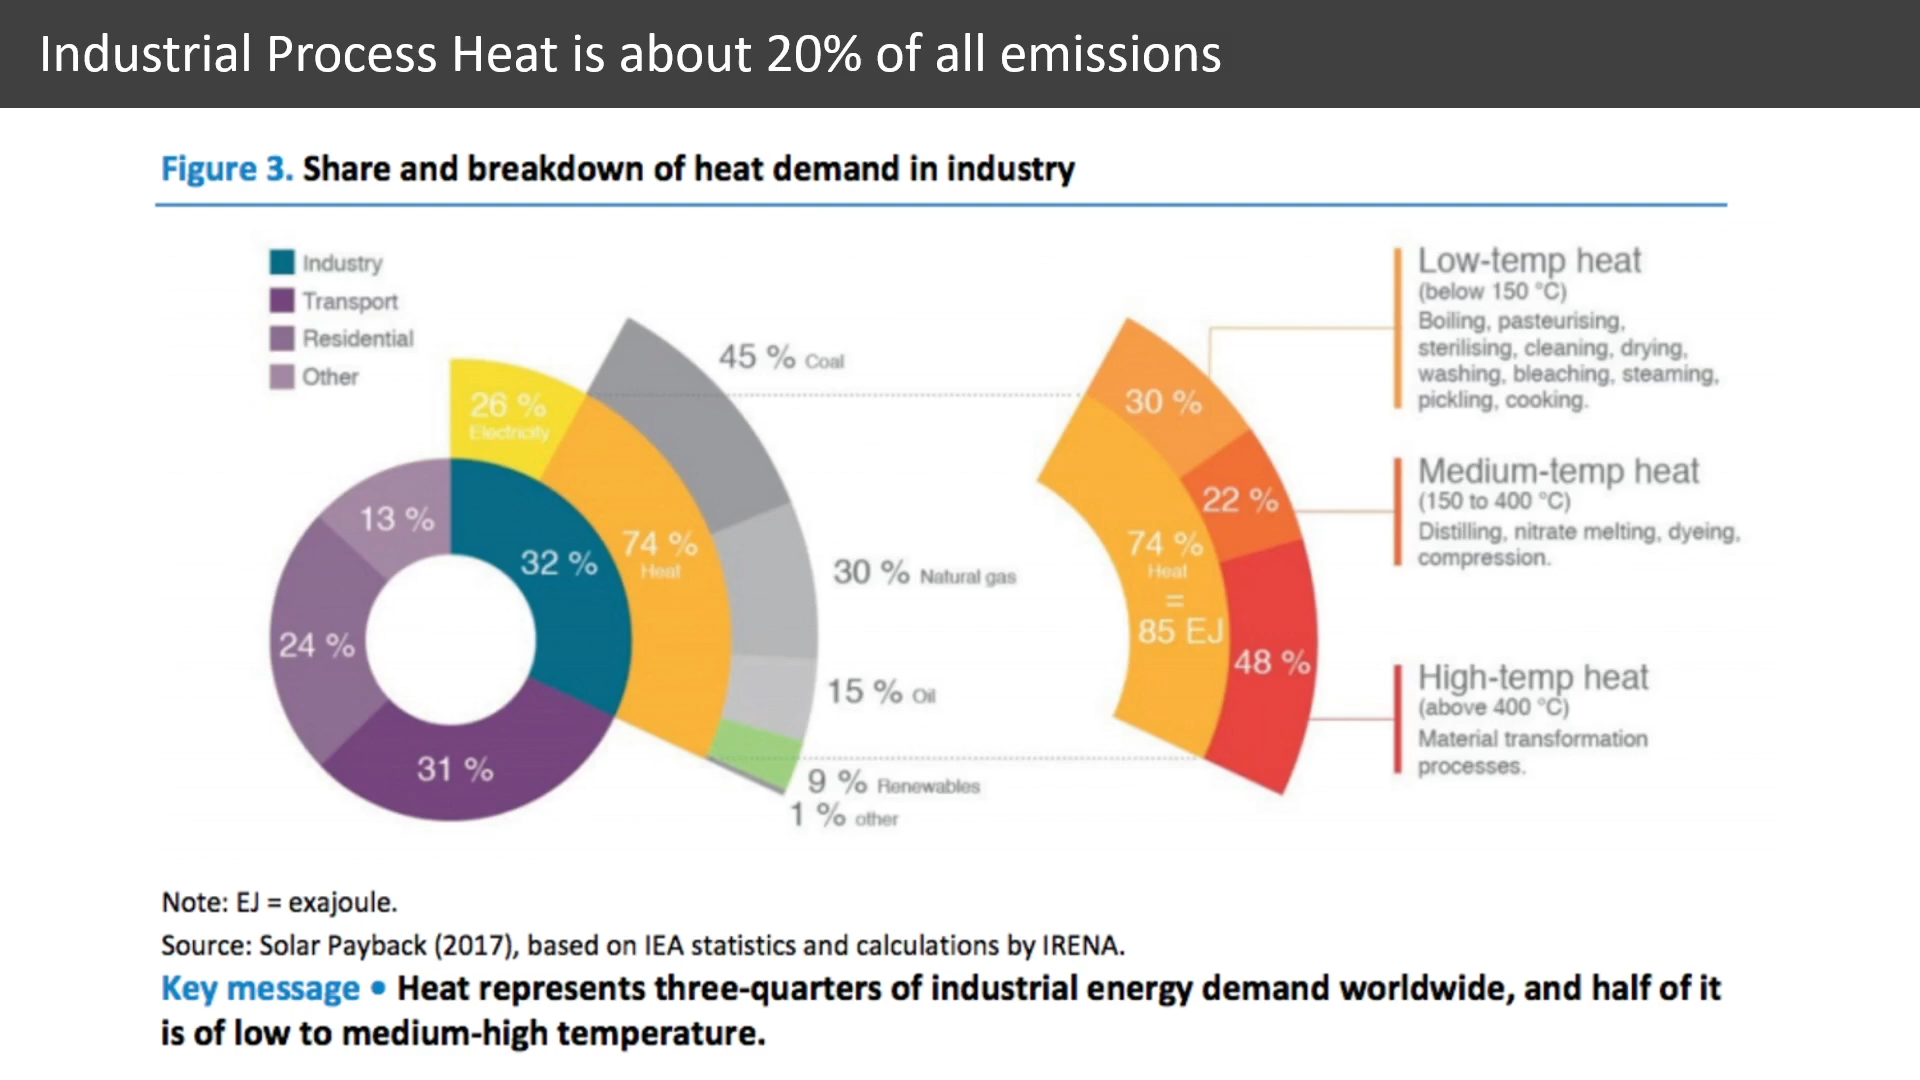 Industrial Process Heat is about 20% of all emissions
Figure 3. Share and breakdown of heat demand in industry
Industry
Transport
Residential
Other
26 %
Electricity
13 %
32 %
24 %
31 %
74 %
Heat
45 % Coal
30 % Natural gas
15 % Oil
9 % Renewables
1 % other
30 %
22 %
48 %
74 %
Heat
=
85 EJ
Low-temp heat
(below 150 °C)
Boiling, pasteurising,
sterilising, cleaning, drying,
washing, bleaching, steaming,
pickling, cooking.
Medium-temp heat
(150 to 400 °C)
Distilling, nitrate melting, dyeing,
compression.
High-temp heat
(above 400 °C)
Material transformation
processes.
Note: EJ = exajoule.
Source: Solar Payback (2017), based on IEA statistics and calculations by IRENA.
Key message • Heat represents three-quarters of industrial energy demand worldwide, and half of it
is of low to medium-high temperature.